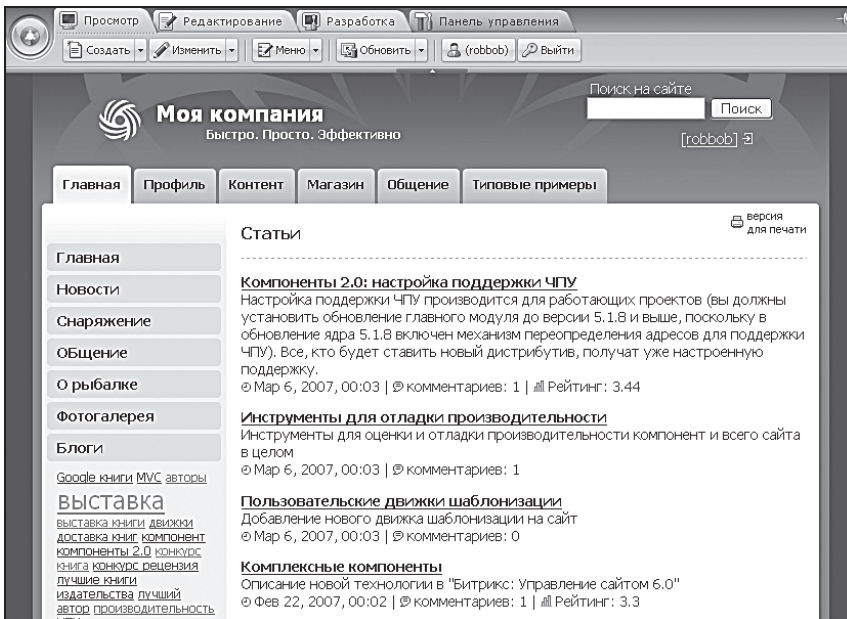 Просмотр Редактирование Разработка Панель управления
Создать Изменить Меню Обновить (robbob) Выйти
Поиск на сайте
Поиск
Моя компания
Быстро. Просто. Эффективно
[robbob]
Главная Профиль Контент Магазин Общение Типовые примеры
версия
для печати
Главная
Новости
Снаряжение
ОБщение
О рыбалке
Фотогалерея
Блоги
Google книги MVC авторы
выставка
выставка книги движки
доставка книг компонент
компоненты 2.0 конкурс
книга конкурс рецензия
лучшие книги
издательства лучший
автор производительность
Статьи
Компоненты 2.0: настройка поддержки ЧПУ
Настройка поддержки ЧПУ производится для работающих проектов (вы должны
установить обновление главного модуля до версии 5.1.8 и выше, поскольку в
обновление ядра 5.1.8 включен механизм переопределения адресов для поддержки
ЧПУ). Все, кто будет ставить новый дистрибутив, получат уже настроенную
поддержку.
Мар 6, 2007, 00:03 | комментариев: 1 | Рейтинг: 3.44
Инструменты для отладки производительности
Инструменты для оценки и отладки производительности компонент и всего сайта
в целом
Мар 6, 2007, 00:03 | комментариев: 1
Пользовательские движки шаблонизации
Добавление нового движка шаблонизации на сайт
Мар 6, 2007, 00:03 | комментариев: 0
Комплексные компоненты
Описание новой технологии в "Битрикс: Управление сайтом 6.0"
Фев 22, 2007, 00:02 | комментариев: 1 | Рейтинг: 3.3